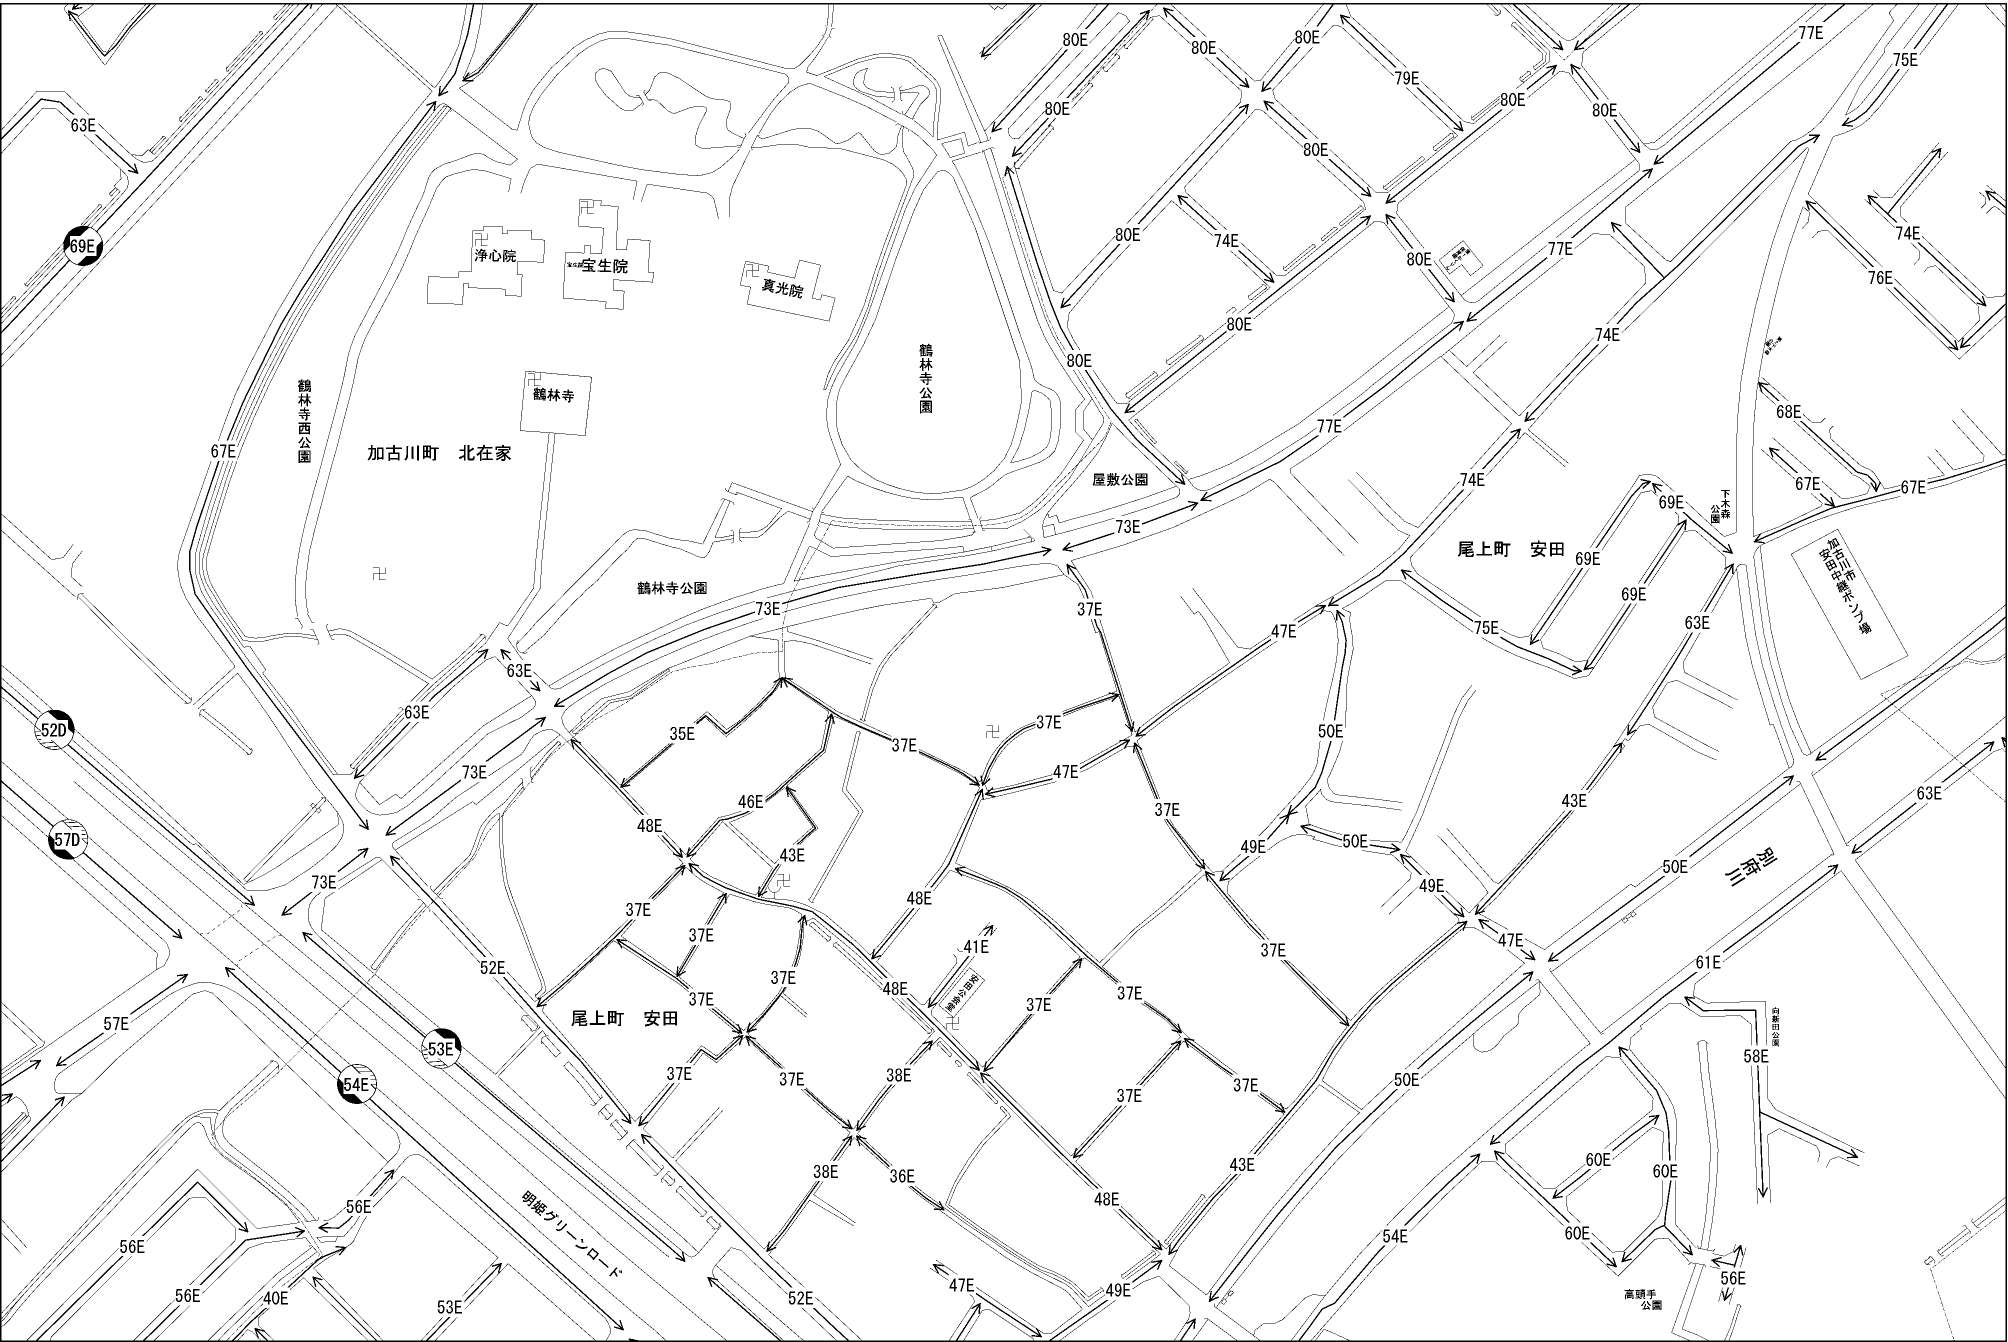 80E
80E
80E
77E
75E
79E
63E
80E
80E
80E
80E
69E
浄心院
宝生院
真光院
80E
74E
80E
77E
74E
76E
鶴林寺
鶴林寺公園
鶴林寺西公園
80E
80E
74E
67E
加古川町　北在家
77E
68E
屋敷公園
74E
67E
67E
73E
69E
下木森公園
尾上町　安田
69E
加古川市
安田中継ポンプ場
鶴林寺公園
73E
37E
69E
63E
47E
75E
63E
63E
52D
35E
37E
37E
50E
73E
47E
46E
37E
43E
63E
57D
48E
43E
49E
50E
50E
別府川
73E
37E
48E
49E
37E
41E
37E
47E
52E
37E
48E
37E
61E
57E
37E
37E
37E
安田公会堂
尾上町　安田
向新田公園
53E
54E
37E
37E
38E
37E
37E
50E
58E
38E
36E
43E
60E
60E
56E
明姫グリーンロード
48E
60E
56E
54E
56E
56E
40E
53E
52E
47E
49E
高頭手公園